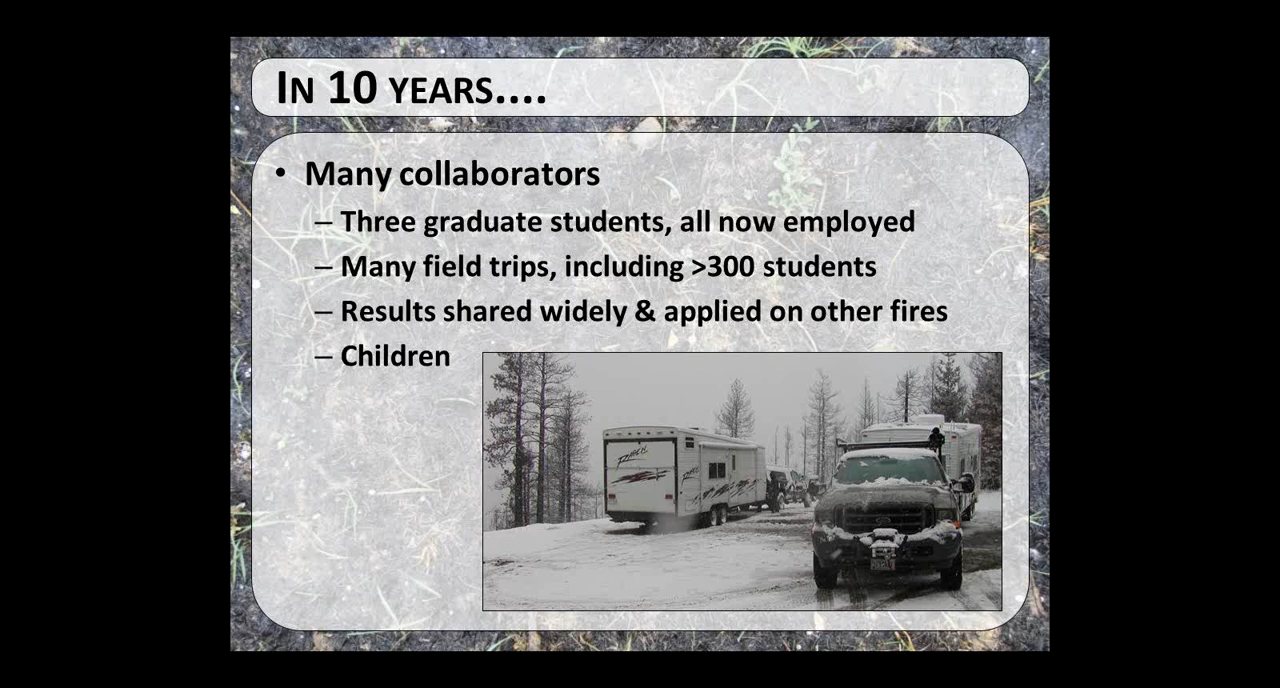 IN 10 YEARS....
• Many collaborators
– Three graduate students, all now employed
– Many field trips, including >300 students
– Results shared widely & applied on other fires
– Children